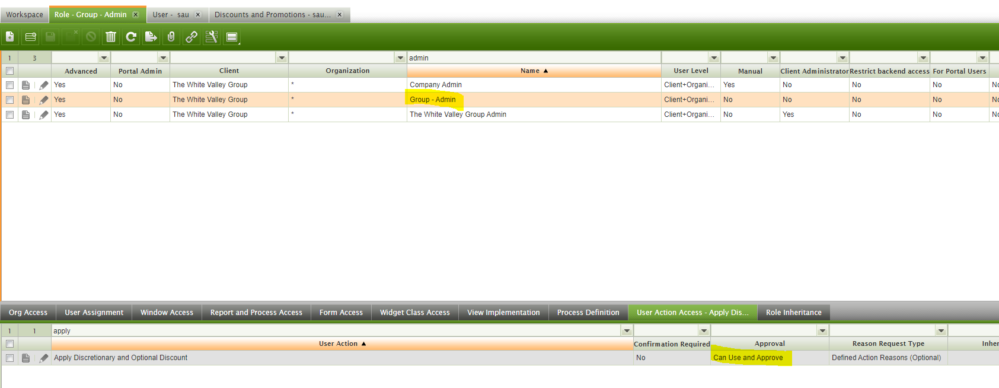 Workspace Role - Group - Admin x User - sau x Discounts and Promotions - sau... x
1 3 admin
Advanced Portal Admin Client Organization Name ▲ User Level Manual Client Administrator Restrict backend access For Portal Users
Yes No The White Valley Group * Company Admin Client+Organi... Yes No No No No
Yes No The White Valley Group * Group - Admin Client+Organi... No No No No No
Yes No The White Valley Group * The White Valley Group Admin Client+Organi... No Yes No No No
Org Access User Assignment Window Access Report and Process Access Form Access Widget Class Access View Implementation Process Definition User Action Access - Apply Dis... Role Inheritance
1 1 apply
User Action ▲ Confirmation Required Approval Reason Request Type Inher
Apply Discretionary and Optional Discount No Can Use and Approve Defined Action Reasons (Optional)